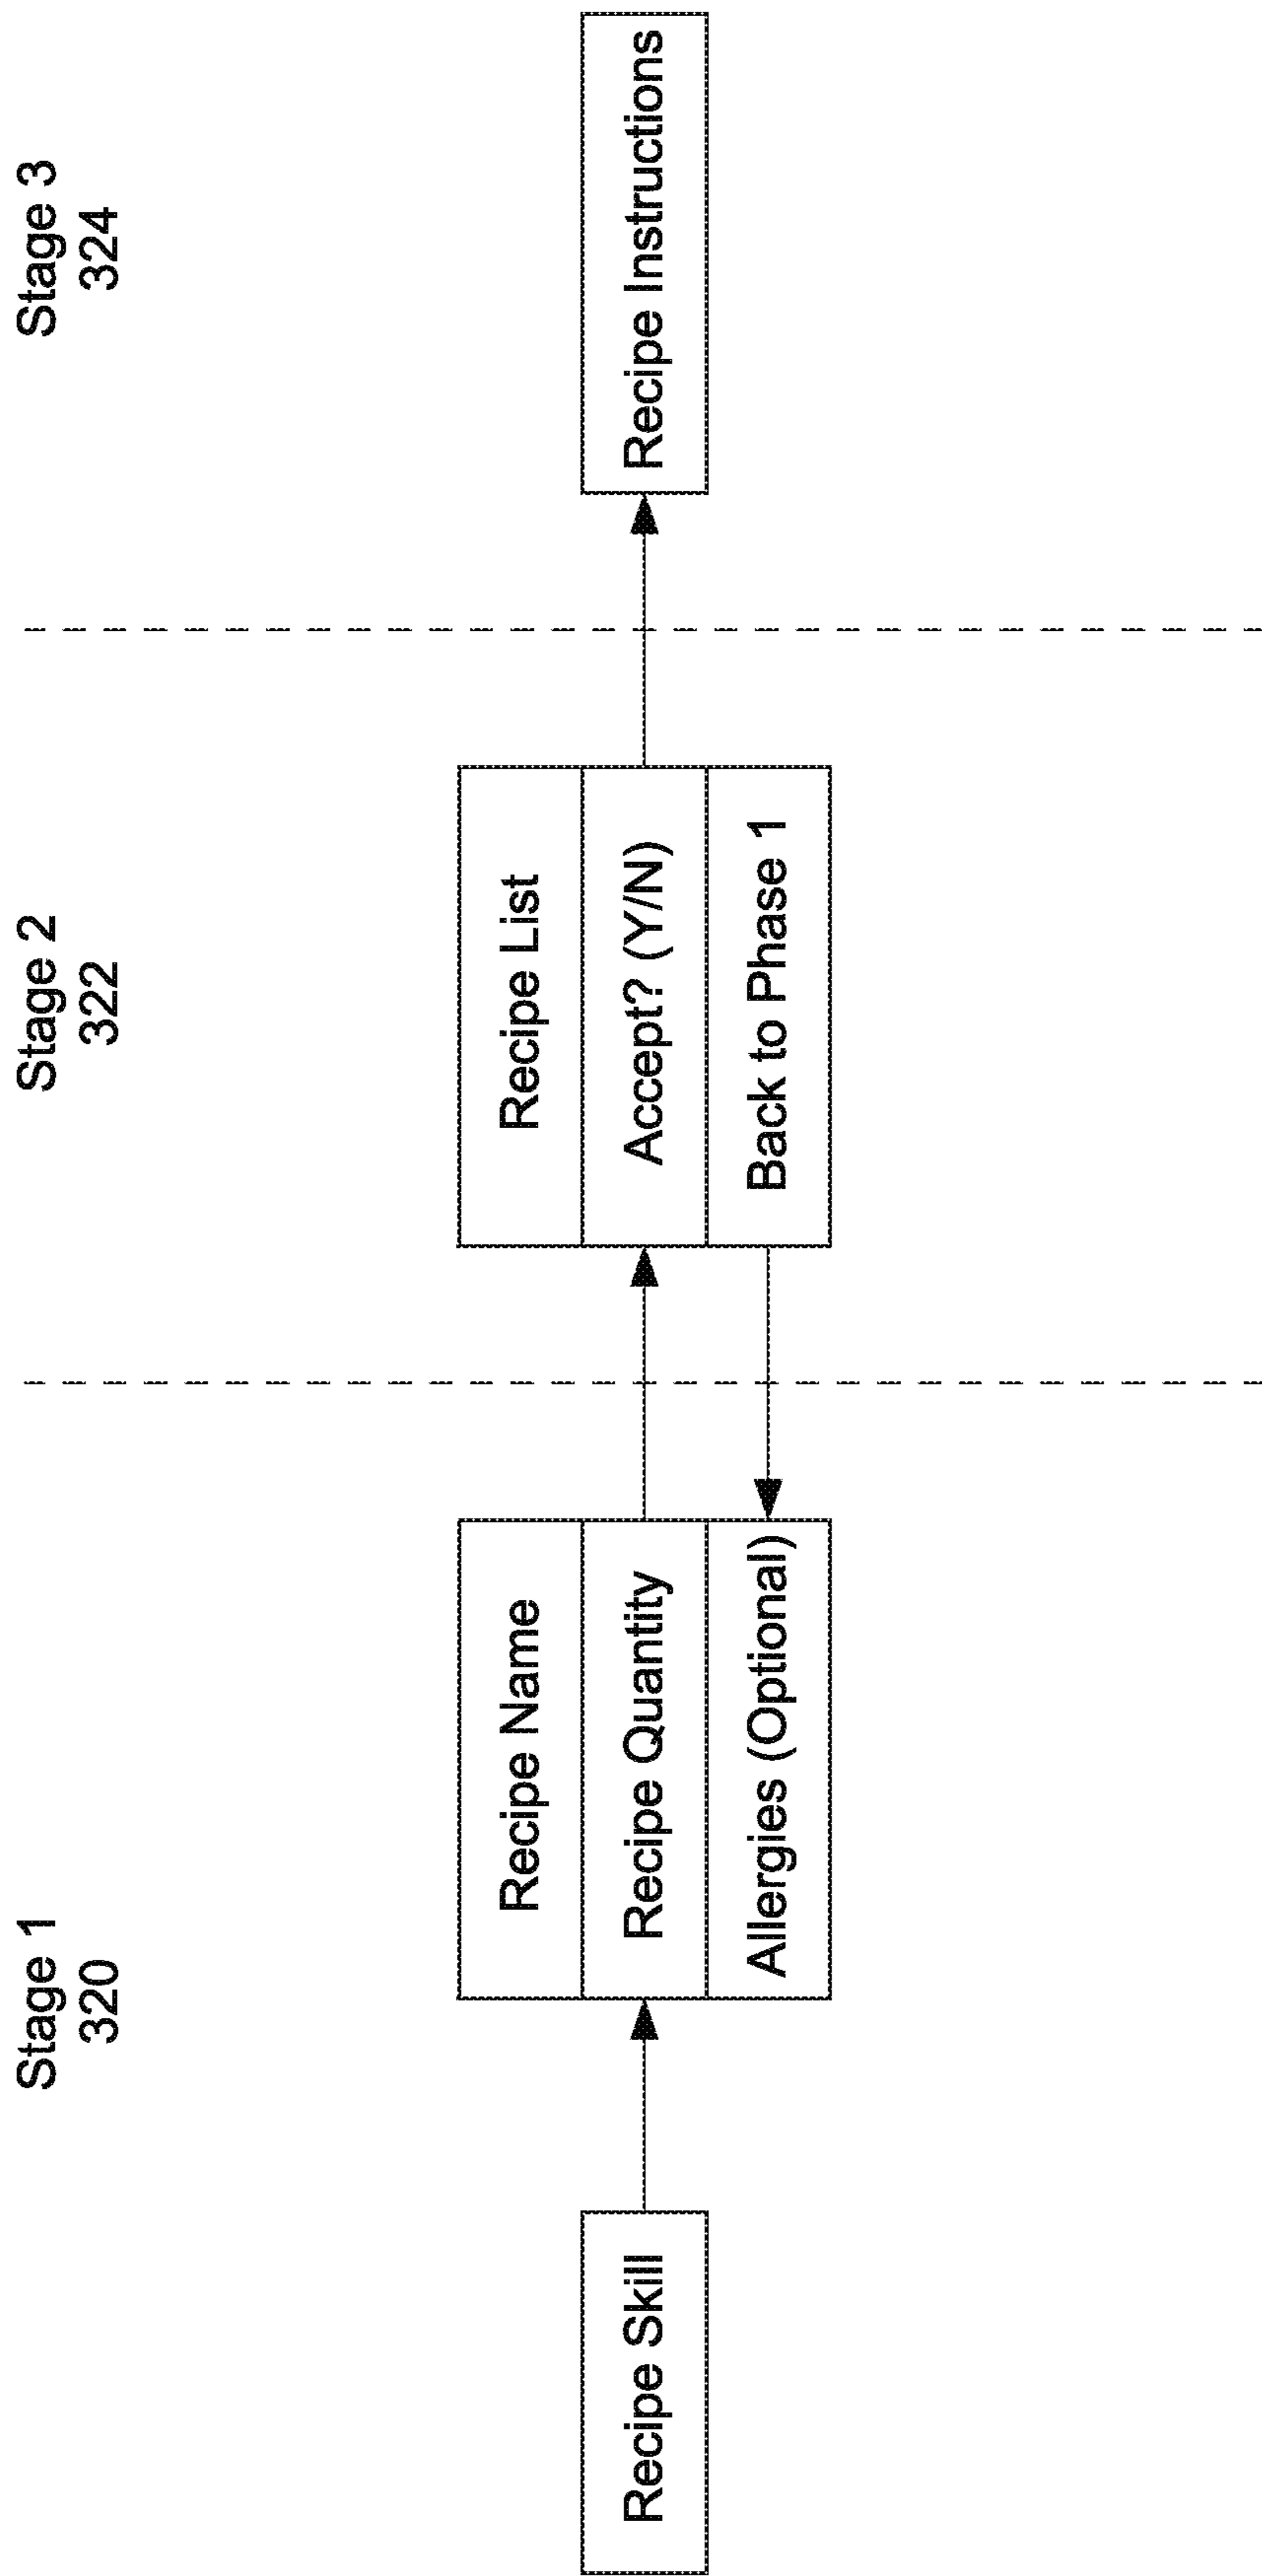 Stage 1
320
Stage 2
322
Stage 3
324
Recipe Skill
Recipe Name
Recipe Quantity
Allergies (Optional)
Recipe List
Accept? (Y/N)
Back to Phase 1
Recipe Instructions